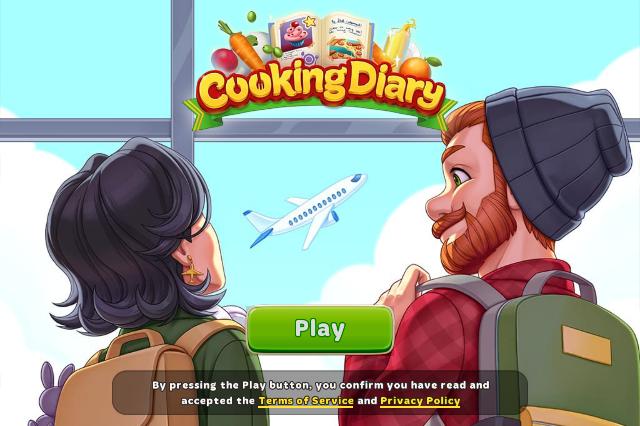 Cooking Diary
Play
By pressing the Play button, you confirm you have read and
accepted the Terms of Service and Privacy Policy